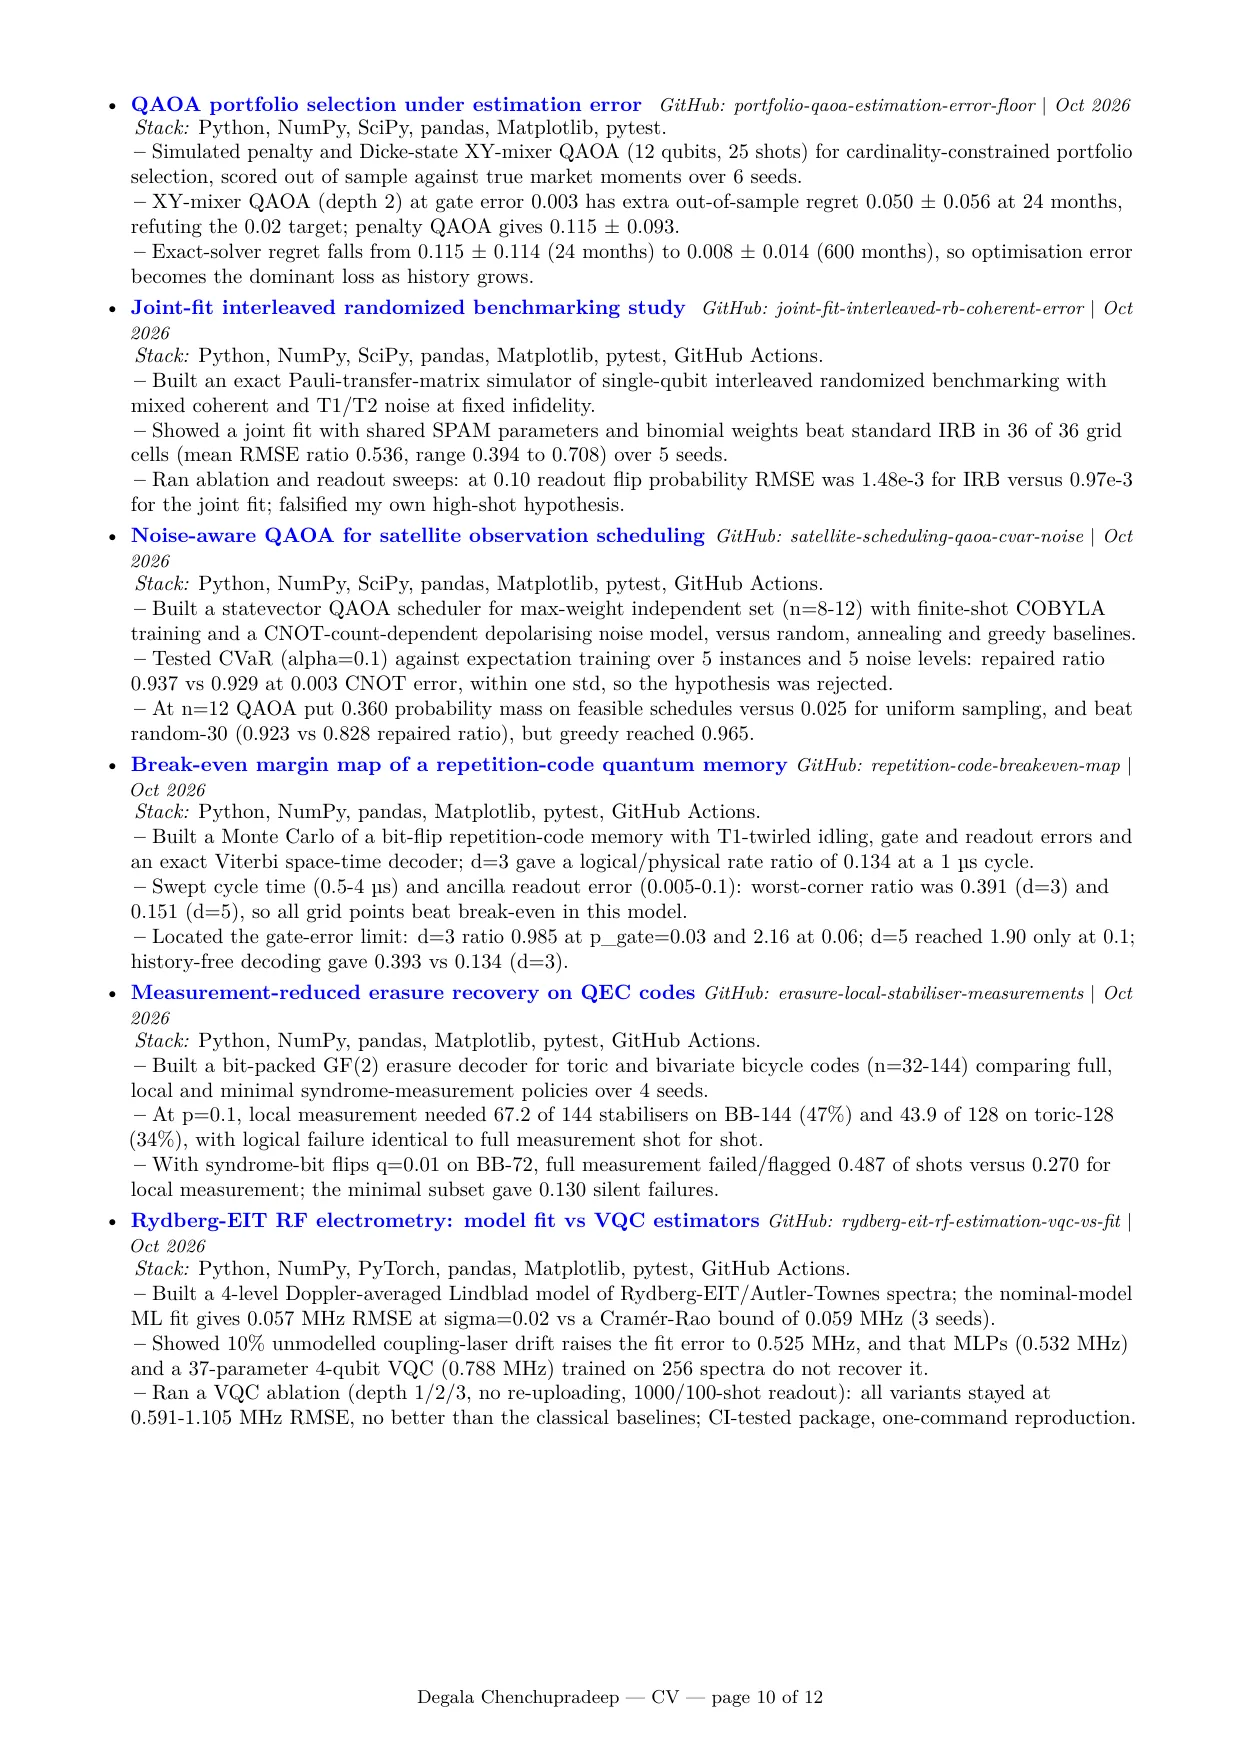 • QAOA portfolio selection under estimation error GitHub: portfolio-qaoa-estimation-error-floor | Oct 2026
Stack: Python, NumPy, SciPy, pandas, Matplotlib, pytest.
– Simulated penalty and Dicke-state XY-mixer QAOA (12 qubits, 25 shots) for cardinality-constrained portfolio
selection, scored out of sample against true market moments over 6 seeds.
– XY-mixer QAOA (depth 2) at gate error 0.003 has extra out-of-sample regret 0.050 ± 0.056 at 24 months,
refuting the 0.02 target; penalty QAOA gives 0.115 ± 0.093.
– Exact-solver regret falls from 0.115 ± 0.114 (24 months) to 0.008 ± 0.014 (600 months), so optimisation error
becomes the dominant loss as history grows.
• Joint-fit interleaved randomized benchmarking study GitHub: joint-fit-interleaved-rb-coherent-error | Oct
2026
Stack: Python, NumPy, SciPy, pandas, Matplotlib, pytest, GitHub Actions.
– Built an exact Pauli-transfer-matrix simulator of single-qubit interleaved randomized benchmarking with
mixed coherent and T1/T2 noise at fixed infidelity.
– Showed a joint fit with shared SPAM parameters and binomial weights beat standard IRB in 36 of 36 grid
cells (mean RMSE ratio 0.536, range 0.394 to 0.708) over 5 seeds.
– Ran ablation and readout sweeps: at 0.10 readout flip probability RMSE was 1.48e-3 for IRB versus 0.97e-3
for the joint fit; falsified my own high-shot hypothesis.
• Noise-aware QAOA for satellite observation scheduling GitHub: satellite-scheduling-qaoa-cvar-noise | Oct
2026
Stack: Python, NumPy, SciPy, pandas, Matplotlib, pytest, GitHub Actions.
– Built a statevector QAOA scheduler for max-weight independent set (n=8-12) with finite-shot COBYLA
training and a CNOT-count-dependent depolarising noise model, versus random, annealing and greedy baselines.
– Tested CVaR (alpha=0.1) against expectation training over 5 instances and 5 noise levels: repaired ratio
0.937 vs 0.929 at 0.003 CNOT error, within one std, so the hypothesis was rejected.
– At n=12 QAOA put 0.360 probability mass on feasible schedules versus 0.025 for uniform sampling, and beat
random-30 (0.923 vs 0.828 repaired ratio), but greedy reached 0.965.
• Break-even margin map of a repetition-code quantum memory GitHub: repetition-code-breakeven-map |
Oct 2026
Stack: Python, NumPy, pandas, Matplotlib, pytest, GitHub Actions.
– Built a Monte Carlo of a bit-flip repetition-code memory with T1-twirled idling, gate and readout errors and
an exact Viterbi space-time decoder; d=3 gave a logical/physical rate ratio of 0.134 at a 1 µs cycle.
– Swept cycle time (0.5-4 µs) and ancilla readout error (0.005-0.1): worst-corner ratio was 0.391 (d=3) and
0.151 (d=5), so all grid points beat break-even in this model.
– Located the gate-error limit: d=3 ratio 0.985 at p_gate=0.03 and 2.16 at 0.06; d=5 reached 1.90 only at 0.1;
history-free decoding gave 0.393 vs 0.134 (d=3).
• Measurement-reduced erasure recovery on QEC codes GitHub: erasure-local-stabiliser-measurements | Oct
2026
Stack: Python, NumPy, pandas, Matplotlib, pytest, GitHub Actions.
– Built a bit-packed GF(2) erasure decoder for toric and bivariate bicycle codes (n=32-144) comparing full,
local and minimal syndrome-measurement policies over 4 seeds.
– At p=0.1, local measurement needed 67.2 of 144 stabilisers on BB-144 (47%) and 43.9 of 128 on toric-128
(34%), with logical failure identical to full measurement shot for shot.
– With syndrome-bit flips q=0.01 on BB-72, full measurement failed/flagged 0.487 of shots versus 0.270 for
local measurement; the minimal subset gave 0.130 silent failures.
• Rydberg-EIT RF electrometry: model fit vs VQC estimators GitHub: rydberg-eit-rf-estimation-vqc-vs-fit |
Oct 2026
Stack: Python, NumPy, PyTorch, pandas, Matplotlib, pytest, GitHub Actions.
– Built a 4-level Doppler-averaged Lindblad model of Rydberg-EIT/Autler-Townes spectra; the nominal-model
ML fit gives 0.057 MHz RMSE at sigma=0.02 vs a Cramér-Rao bound of 0.059 MHz (3 seeds).
– Showed 10% unmodelled coupling-laser drift raises the fit error to 0.525 MHz, and that MLPs (0.532 MHz)
and a 37-parameter 4-qubit VQC (0.788 MHz) trained on 256 spectra do not recover it.
– Ran a VQC ablation (depth 1/2/3, no re-uploading, 1000/100-shot readout): all variants stayed at
0.591-1.105 MHz RMSE, no better than the classical baselines; CI-tested package, one-command reproduction.
Degala Chenchupradeep — CV — page 10 of 12